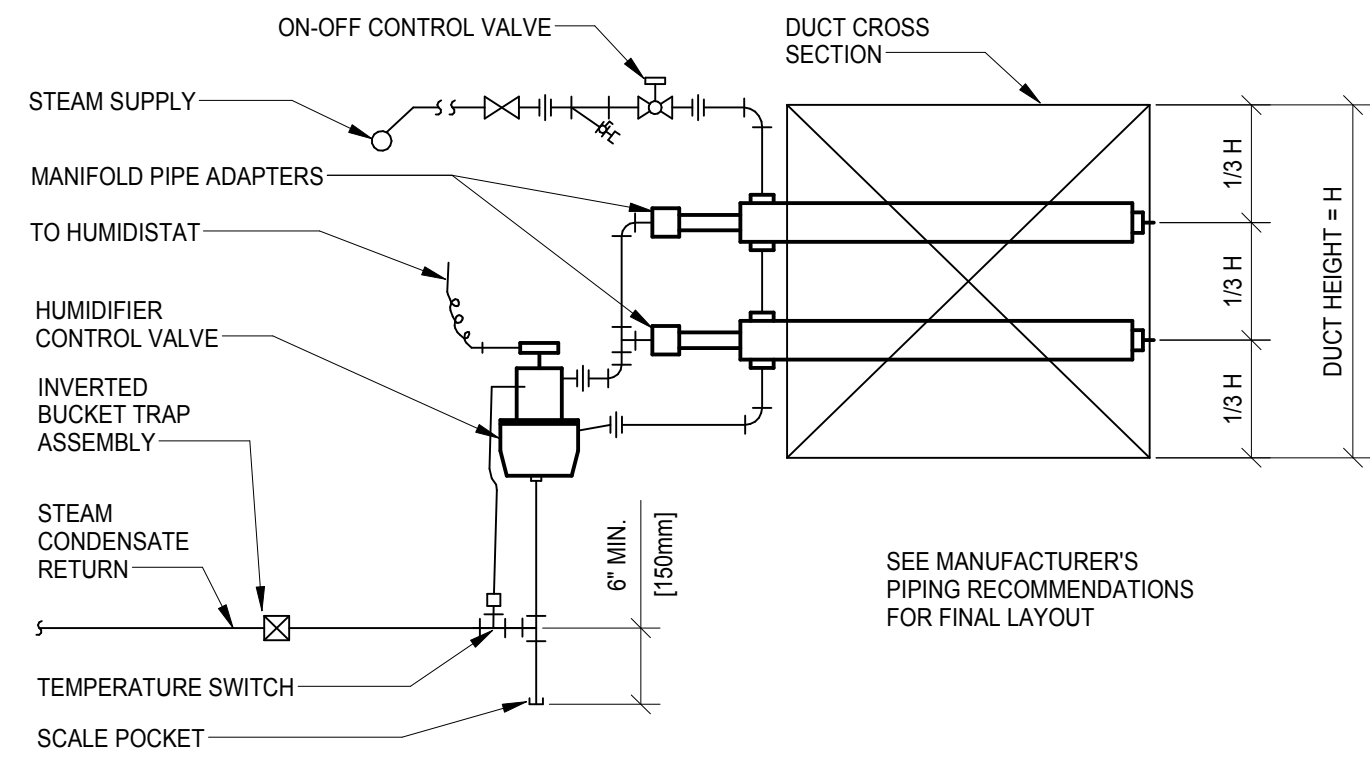 ON-OFF CONTROL VALVE
DUCT CROSS
SECTION
STEAM SUPPLY
MANIFOLD PIPE ADAPTERS
TO HUMIDISTAT
HUMIDIFIER
CONTROL VALVE
INVERTED
BUCKET TRAP
ASSEMBLY
STEAM
CONDENSATE
RETURN
TEMPERATURE SWITCH
SCALE POCKET
6" MIN.
[150mm]
1/3 H
1/3 H
1/3 H
DUCT HEIGHT = H
SEE MANUFACTURER'S
PIPING RECOMMENDATIONS
FOR FINAL LAYOUT